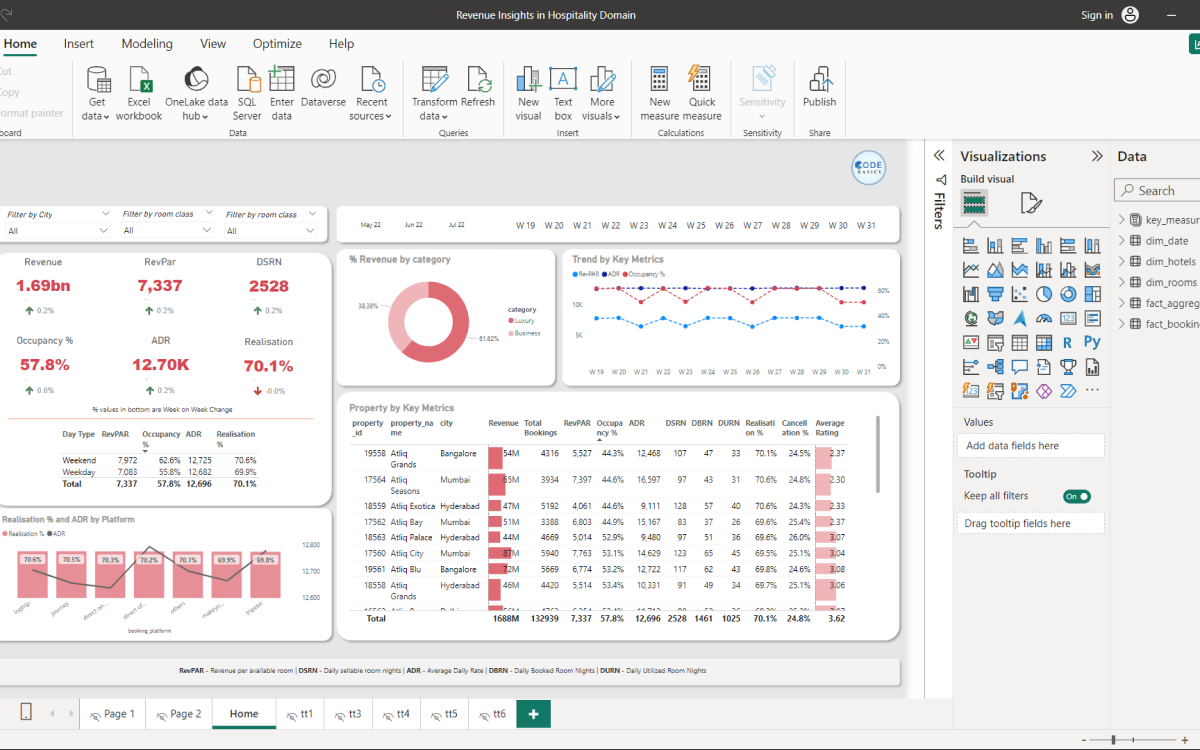 Revenue Insights in Hospitality Domain
Sign in
Home Insert Modeling View Optimize Help
Get data
Excel workbook
OneLake data hub
SQL Server
Enter data
Dataverse
Recent sources
Transform data
Refresh
New visual
Text box
More visuals
New measure
Quick measure
Sensitivity
Publish
format painter
Data Queries Insert Calculations Sensitivity Share
CODE
BASICS
Filter by City Filter by room class Filter by room class
All All All
May 22 Jun 22 Jul 22 W 19 W 20 W 21 W 22 W 23 W 24 W 25 W 26 W 27 W 28 W 29 W 30 W 31
Revenue RevPar DSRN
1.69bn 7,337 2528
0.2% 0.2% 0.2%
Occupancy % ADR Realisation
57.8% 12.70K 70.1%
0.0% 0.2% -0.0%
% values in bottom are Week on Week Change
Day Type RevPAR Occupancy % ADR Realisation %
Weekend 7,972 62.6% 12,725 70.6%
Weekday 7,083 55.8% 12,682 69.9%
Total 7,337 57.8% 12,696 70.1%
% Revenue by category
38.38%
61.62%
category
Luxury
Business
Trend by Key Metrics
RevPAR ADR Occupancy %
10K
5K
60%
40%
20%
0%
W 19 W 20 W 21 W 22 W 23 W 24 W 25 W 26 W 27 W 28 W 29 W 30 W 31
Realisation % and ADR by Platform
Realisation % ADR
70.6% 70.5% 70.3% 70.2% 70.1% 69.9% 69.8%
12,800
12,700
12,600
logtrip journey direct on... direct of... others makeyo... tripster
booking_platform
Property by Key Metrics
property_id property_name city Revenue Total Bookings RevPAR Occupancy % ADR DSRN DBRN DURN Realisation % Cancellation % Average Rating
19558 Atliq Grands Bangalore 54M 4316 5,527 44.3% 12,468 107 47 33 70.1% 24.5% 2.37
17564 Atliq Seasons Mumbai 65M 3934 7,397 44.6% 16,597 97 43 31 70.6% 24.8% 2.30
18559 Atliq Exotica Hyderabad 47M 5192 4,061 44.6% 9,111 128 57 40 70.6% 24.3% 2.33
17562 Atliq Bay Mumbai 51M 3388 6,803 44.9% 15,167 83 37 26 69.6% 25.4% 2.37
18563 Atliq Palace Hyderabad 44M 4669 5,014 52.9% 9,480 97 51 36 69.6% 26.0% 3.07
17560 Atliq City Mumbai 87M 5940 7,763 53.1% 14,629 123 65 45 69.5% 25.1% 3.04
19561 Atliq Blu Bangalore 72M 5669 6,774 53.2% 12,722 117 62 43 69.8% 24.6% 3.08
18558 Atliq Grands Hyderabad 46M 4420 5,514 53.4% 10,331 91 49 34 69.7% 25.1% 3.06
Total 1688M 132939 7,337 57.8% 12,696 2528 1461 1025 70.1% 24.8% 3.62
RevPAR - Revenue per available room | DSRN - Daily sellable room nights | ADR - Average Daily Rate | DBRN - Daily Booked Room Nights | DURN - Daily Utilized Room Nights
Page 1 Page 2 Home tt1 tt3 tt4 tt5 tt6 +
Filters
Visualizations
Build visual
R Py
Values
Add data fields here
Tooltip
Keep all filters On
Drag tooltip fields here
Data
Search
key_measur
dim_date
dim_hotels
dim_rooms
fact_aggreg
fact_bookin